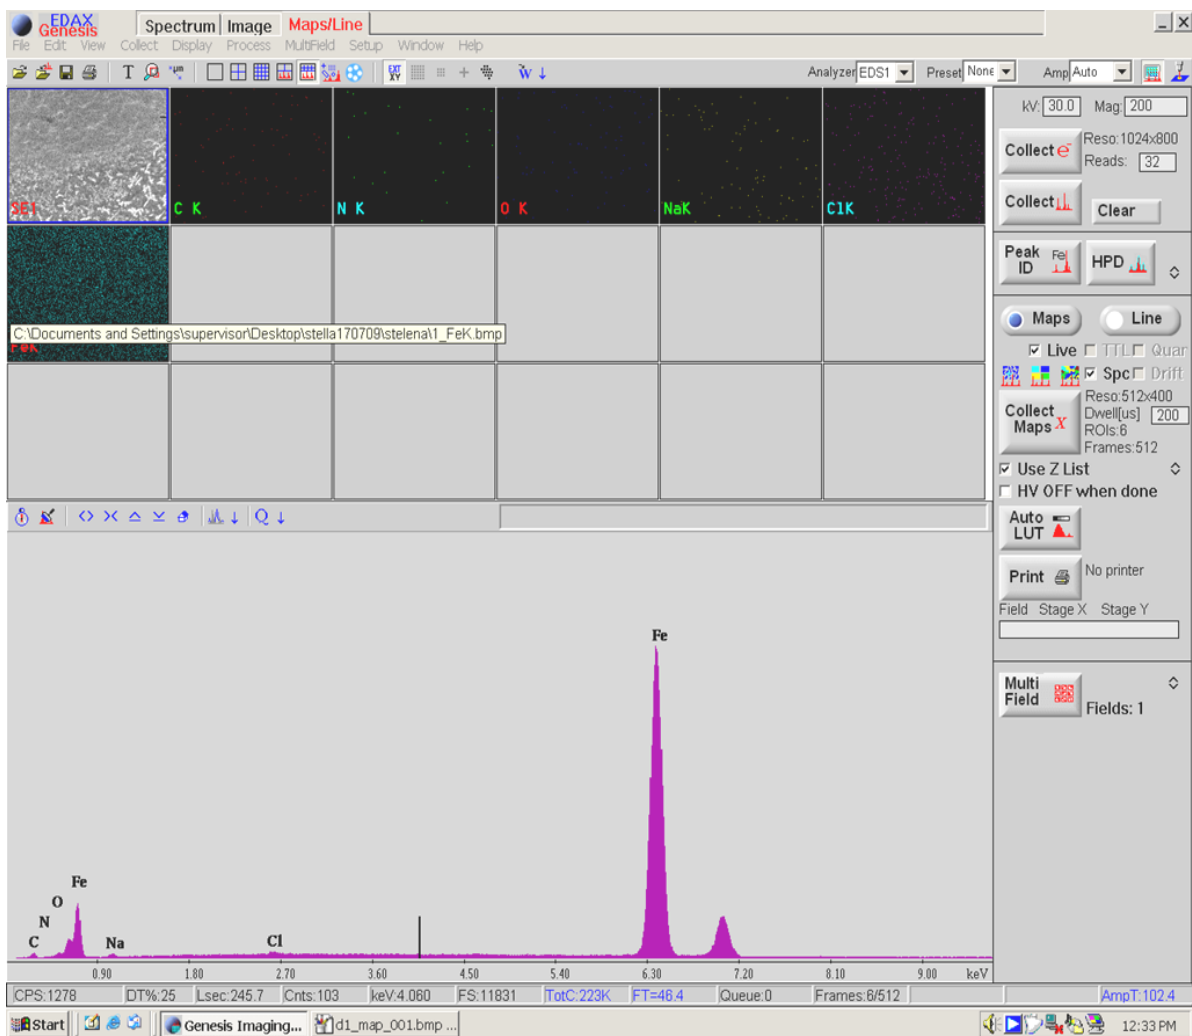 EDAX
Genesis
Spectrum Image Maps/Line
File Edit View Collect Display Process MultiField Setup Window Help
T EXT XY W Analyzer EDS1 Preset None Amp Auto
kV: 30.0 Mag: 200
Collect e-
Reso:1024x800
Reads: 32
Collect
Clear
SE1 C K N K O K NaK ClK
Peak ID Fe
HPD
C:\Documents and Settings\supervisor\Desktop\stella170709\stelena\1_FeK.bmp
FeK
Maps Line
Live TTL Quan
Spc Drift
Collect Maps X
Reso:512x400
Dwell[us] 200
ROIs:6
Frames:512
Use Z List
HV OFF when done
Auto LUT
Print No printer
Field Stage X Stage Y
Multi Field
Fields: 1
Q
Fe
Fe
O
N
C Na Cl
0.90 1.80 2.70 3.60 4.50 5.40 6.30 7.20 8.10 9.00 keV
CPS:1278 DT%:25 Lsec:245.7 Cnts:103 keV:4.060 FS:11831 TotC:223K FT=46.4 Queue:0 Frames:6/512 AmpT:102.4
Start Genesis Imaging... d1_map_001.bmp ... 12:33 PM